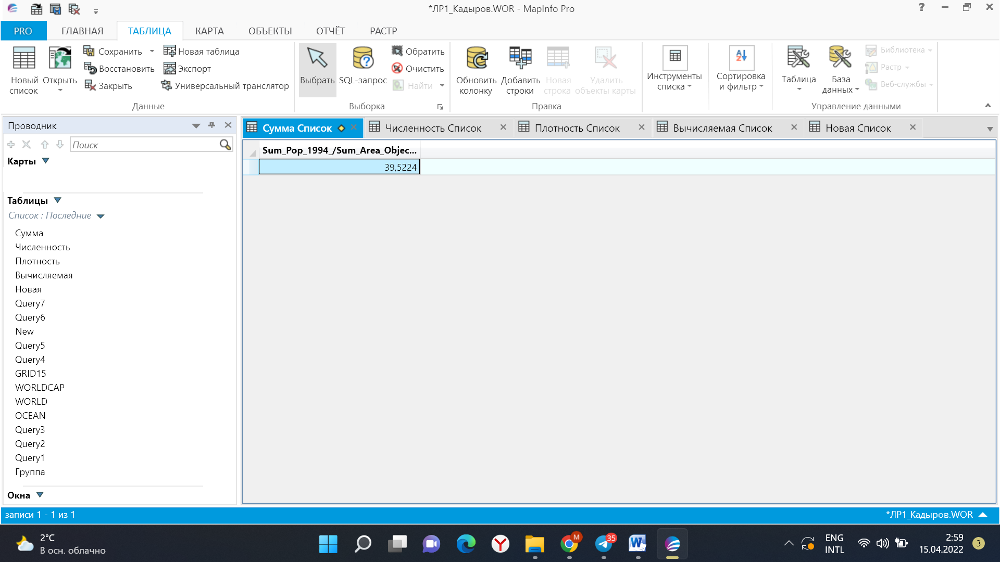 *ЛР1_Кадыров.WOR - MapInfo Pro
PRO ГЛАВНАЯ ТАБЛИЦА КАРТА ОБЪЕКТЫ ОТЧЁТ РАСТР
Новый список
Открыть
Сохранить
Восстановить
Закрыть
Новая таблица
Экспорт
Универсальный транслятор
Данные
Выбрать
SQL-запрос
Обратить
Очистить
Найти
Выборка
Обновить колонку
Добавить строки
Новая строка
Удалить объекты карты
Правка
Инструменты списка
Сортировка и фильтр
Таблица
База данных
Библиотека
Растр
Веб-службы
Управление данными
Проводник
Поиск
Карты
Таблицы
Список : Последние
Сумма
Численность
Плотность
Вычисляемая
Новая
Query7
Query6
New
Query5
Query4
GRID15
WORLDCAP
WORLD
OCEAN
Query3
Query2
Query1
Группа
Окна
Сумма Список Численность Список Плотность Список Вычисляемая Список Новая Список
Sum_Pop_1994_/Sum_Area_Objec...
39,5224
записи 1 - 1 из 1
*ЛР1_Кадыров.WOR
2°C
В осн. облачно
M
35
W
ENG
INTL
2:59
15.04.2022
3